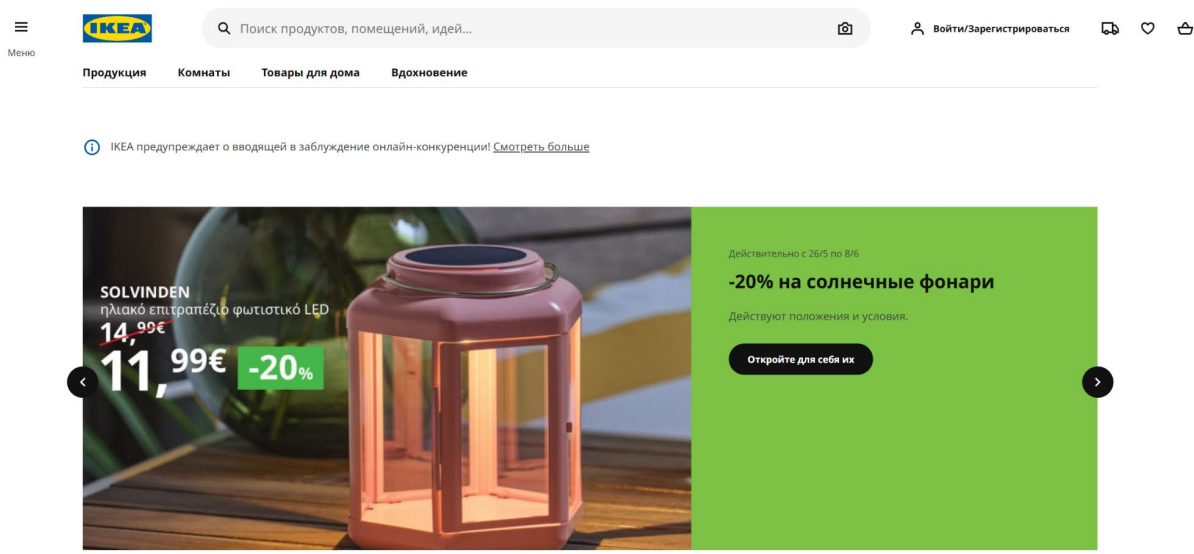 IKEA
Поиск продуктов, помещений, идей...
Войти/Зарегистрироваться
Меню
Продукция Комнаты Товары для дома Вдохновение
IKEA предупреждает о вводящей в заблуждение онлайн-конкуренции! Смотреть больше
SOLVINDEN
ηλιακό επιτραπέζιο φωτιστικό LED
14,99€
11,99€ -20%
Действительно с 26/5 по 8/6
-20% на солнечные фонари
Действуют положения и условия.
Откройте для себя их